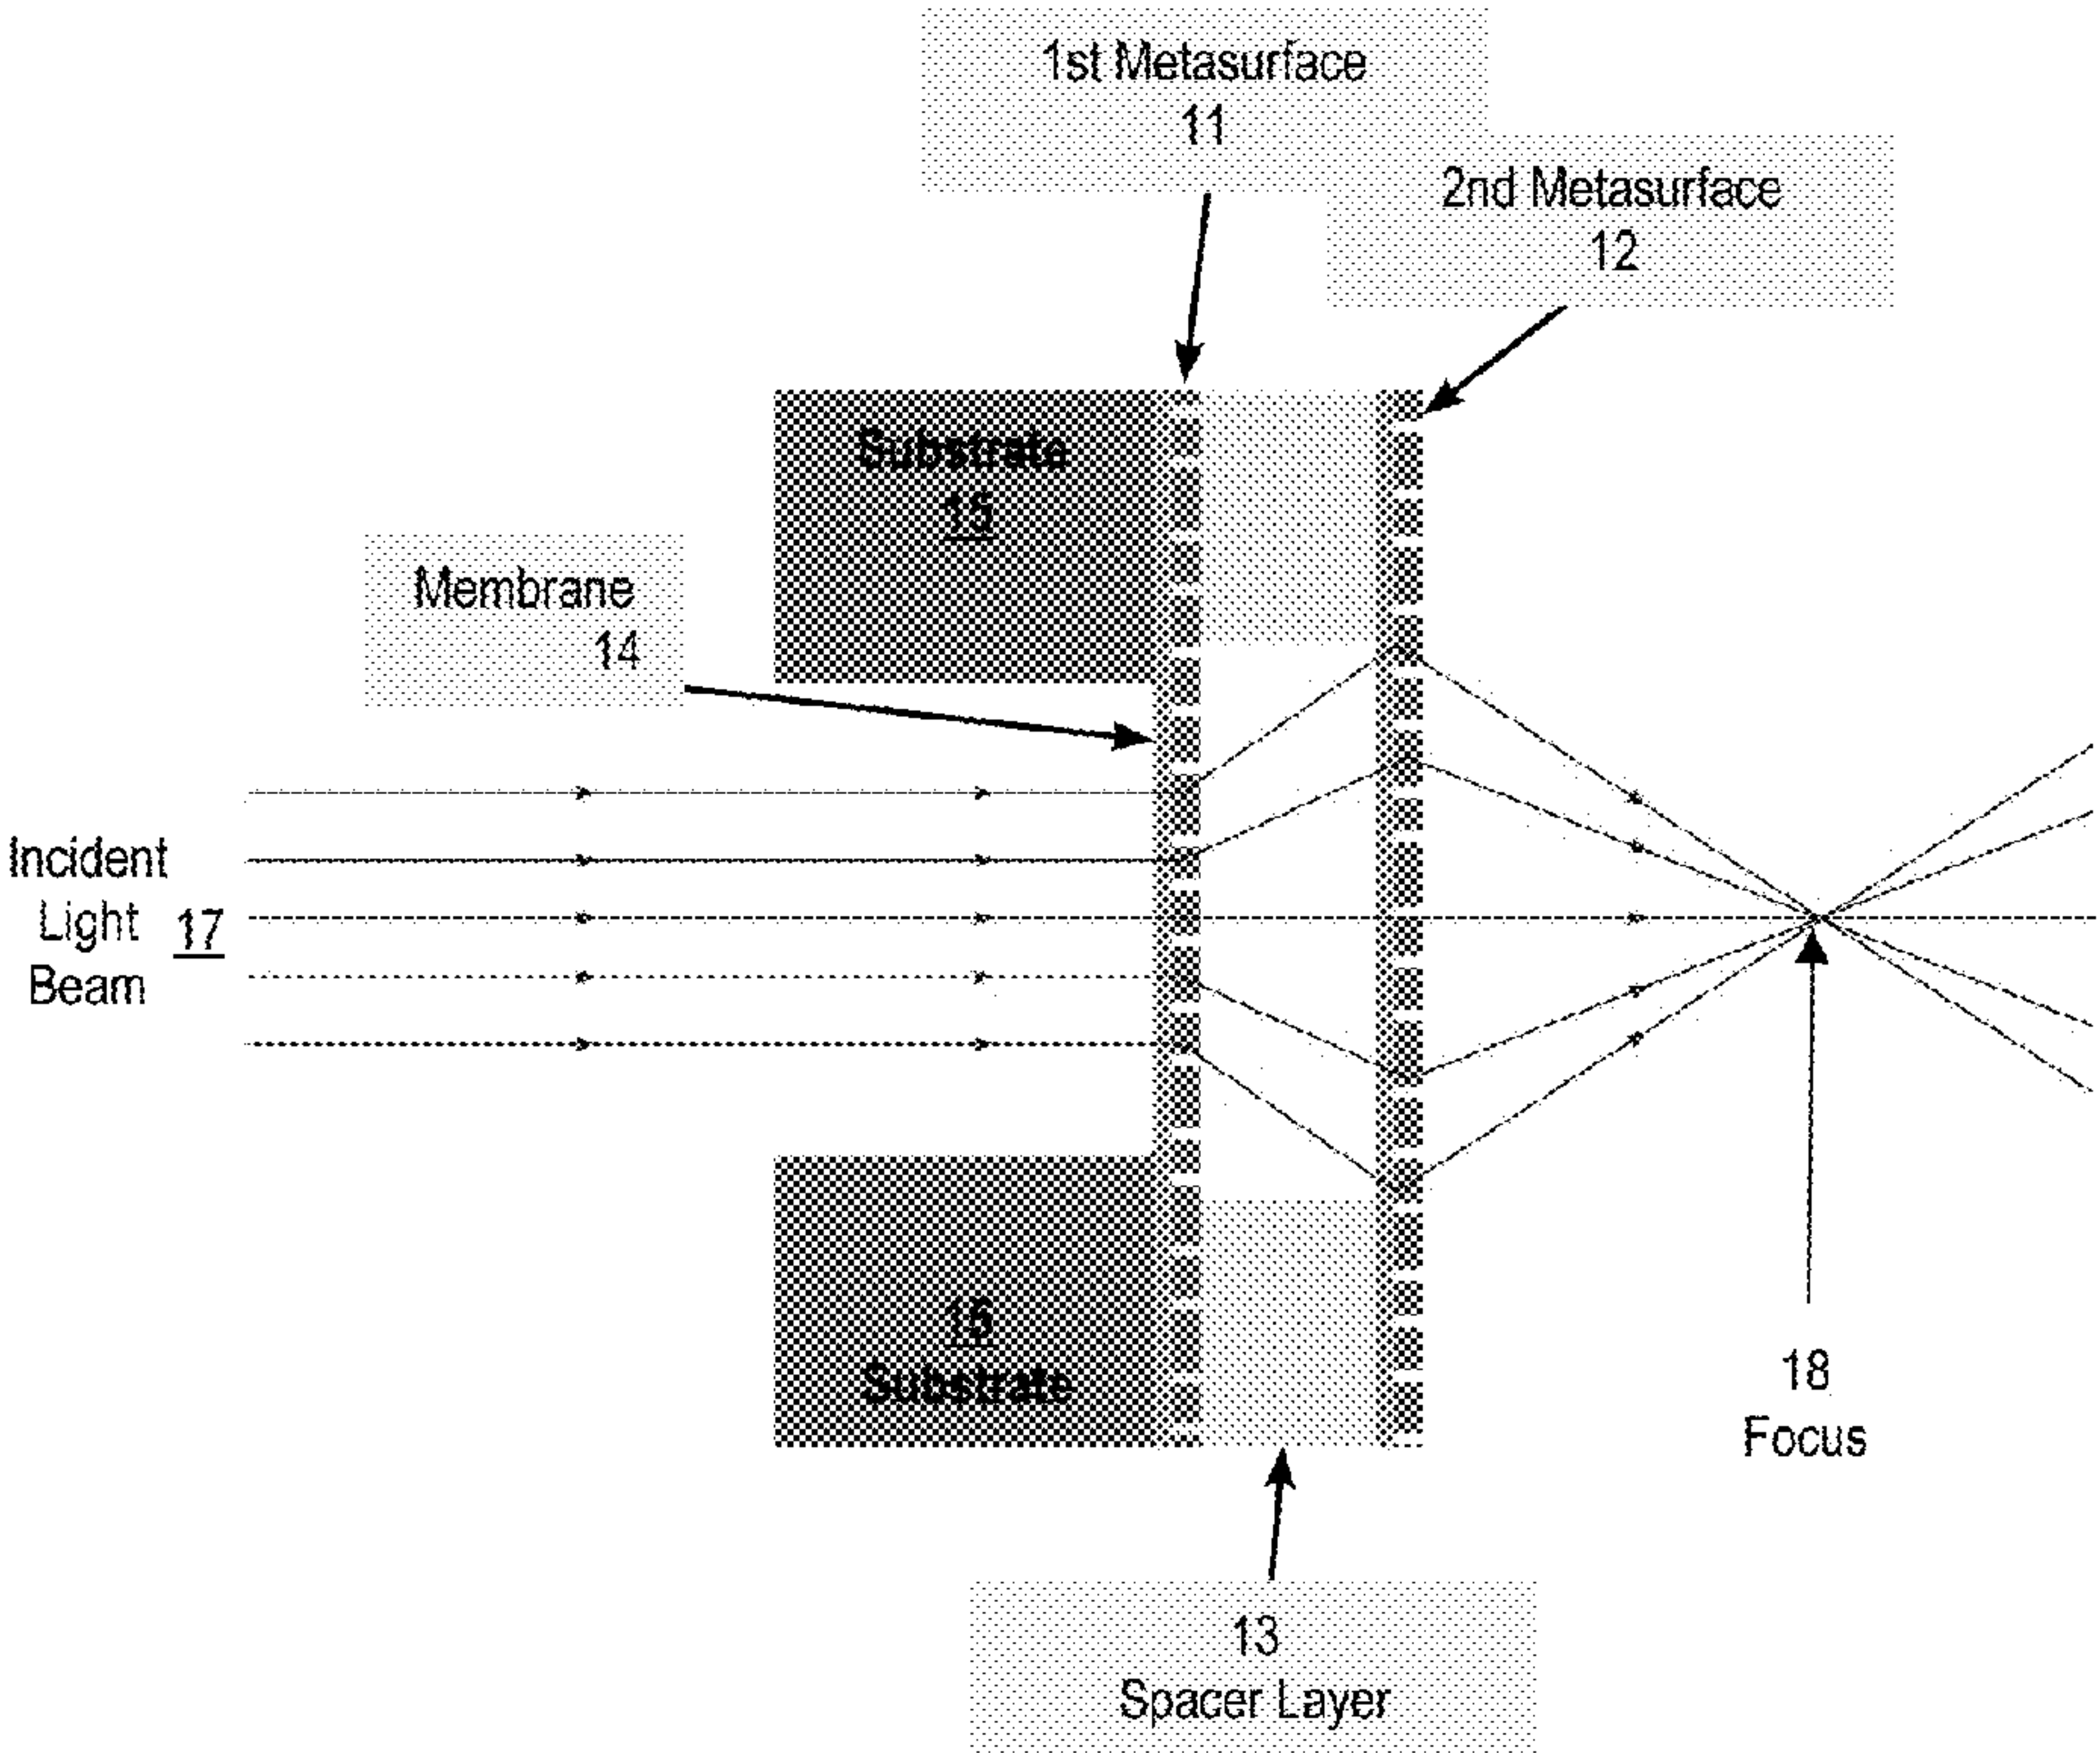 1st Metasurface
11
2nd Metasurface
12
Substrate
15
Membrane
14
Incident
Light 17
Beam
15
Substrate
18
Focus
13
Spacer Layer